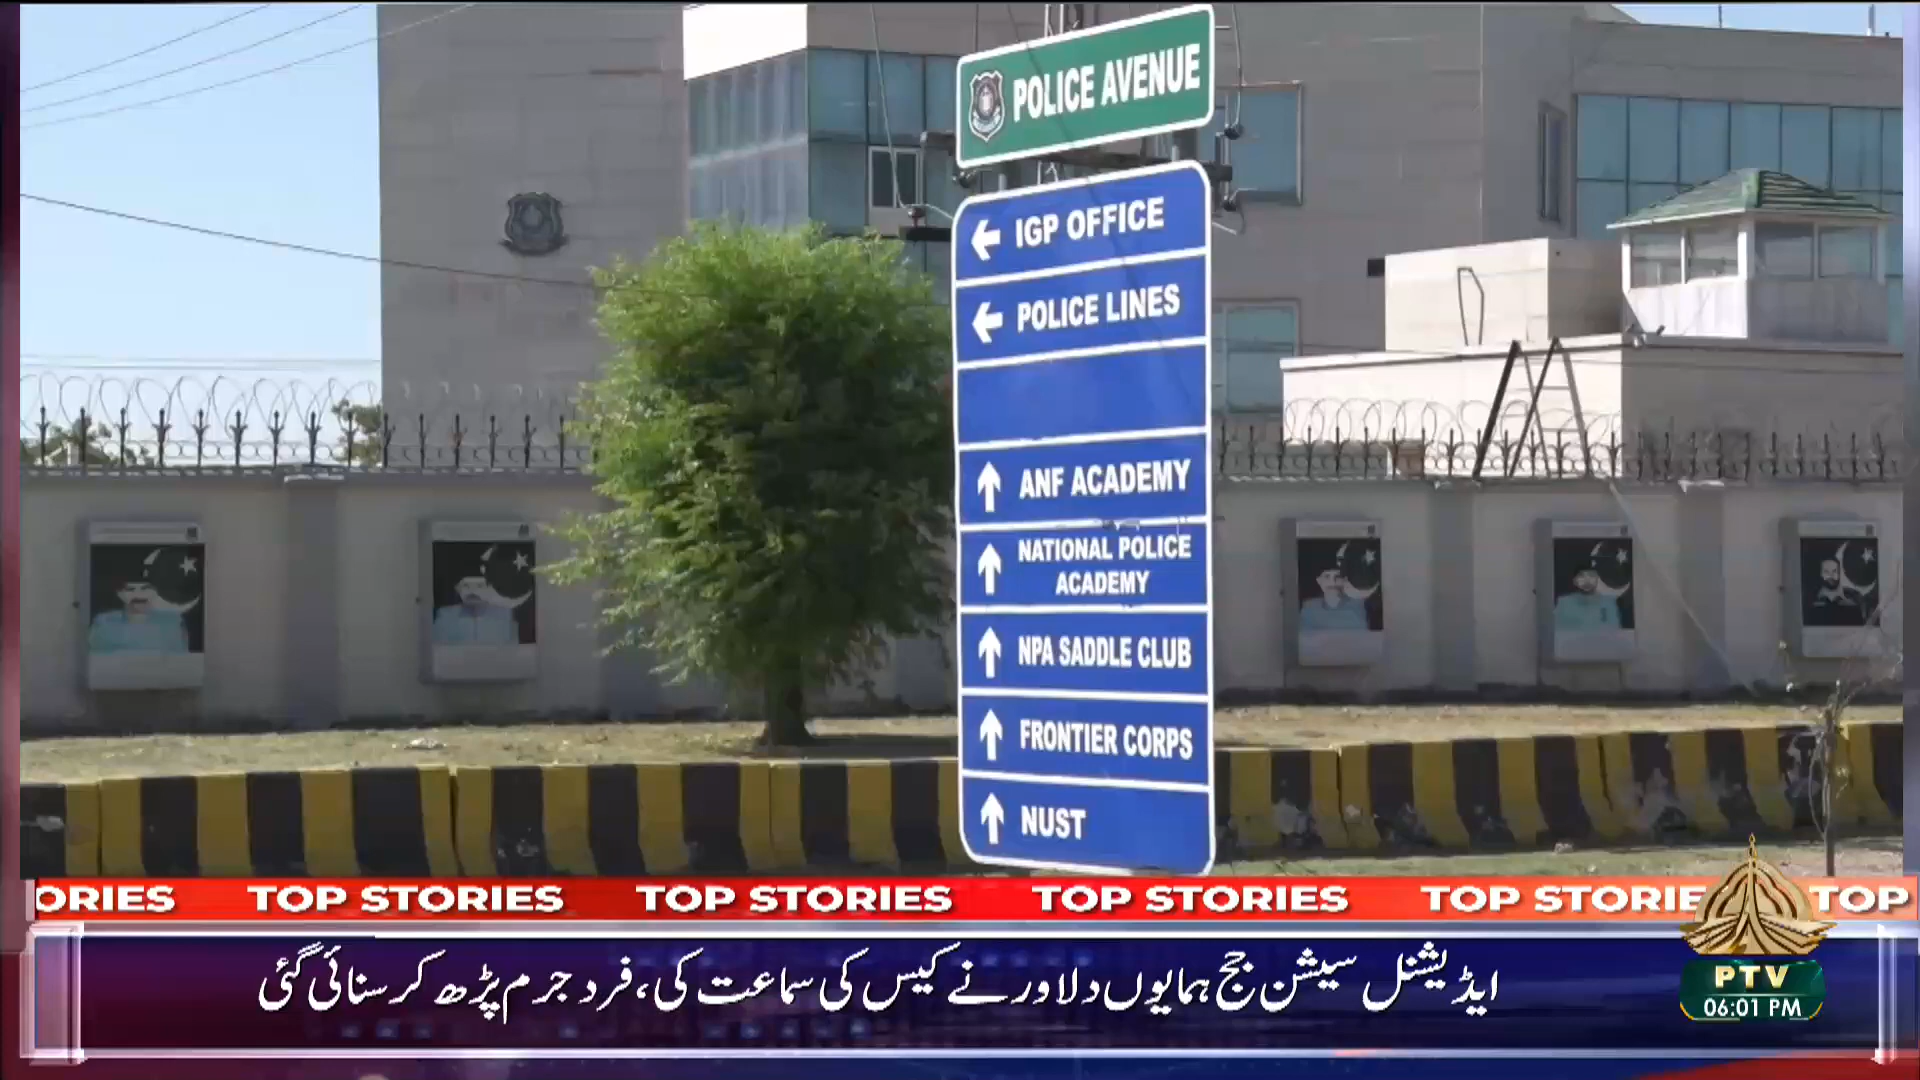 POLICE AVENUE
IGP OFFICE
POLICE LINES
ANF ACADEMY
NATIONAL POLICE
ACADEMY
NPA SADDLE CLUB
FRONTIER CORPS
NUST
ORIES TOP STORIES TOP STORIES TOP STORIES TOP STORIE TOP
ایڈیشنل سیشن جج ہمایوں دلاور نے کیس کی سماعت کی، فرد جرم پڑھ کر سنائی گئی
PTV
06:01 PM